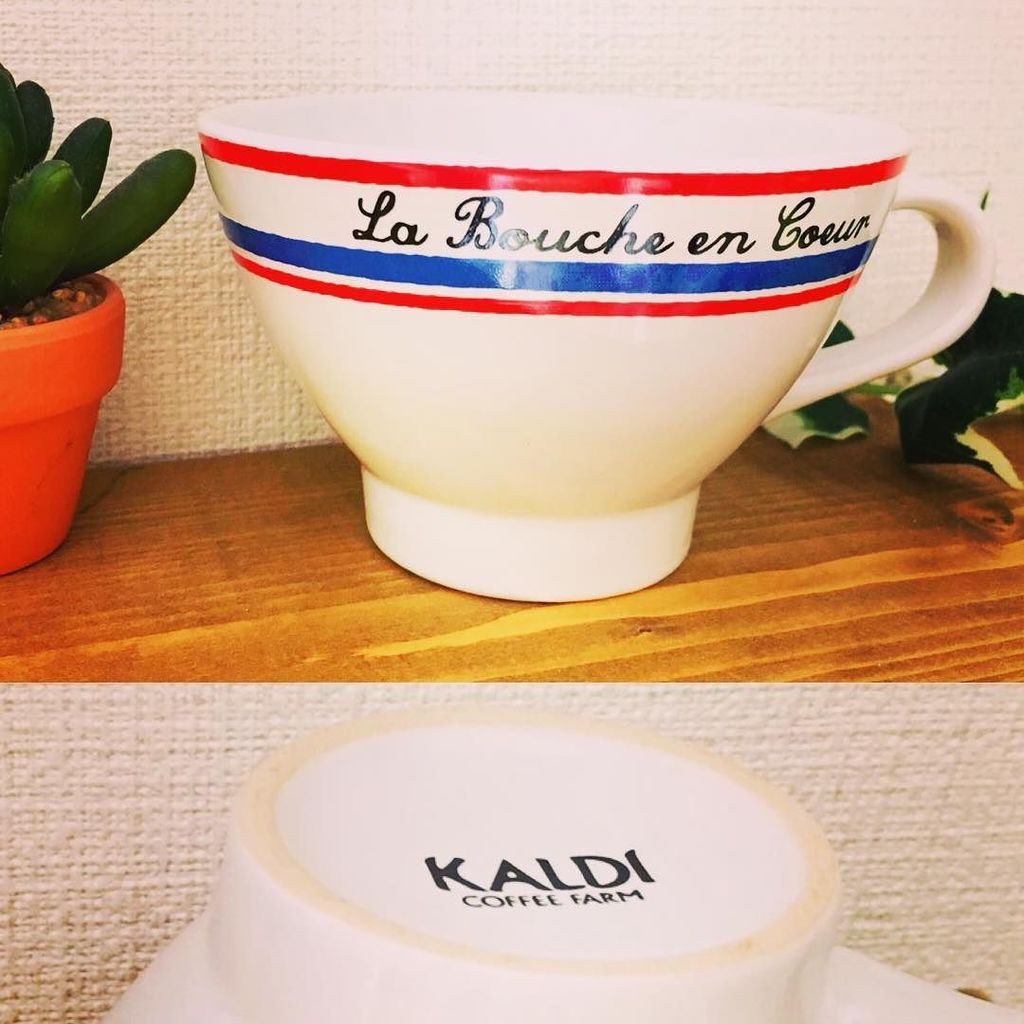 La Bouche en Coeur
KALDI
COFFEE FARM